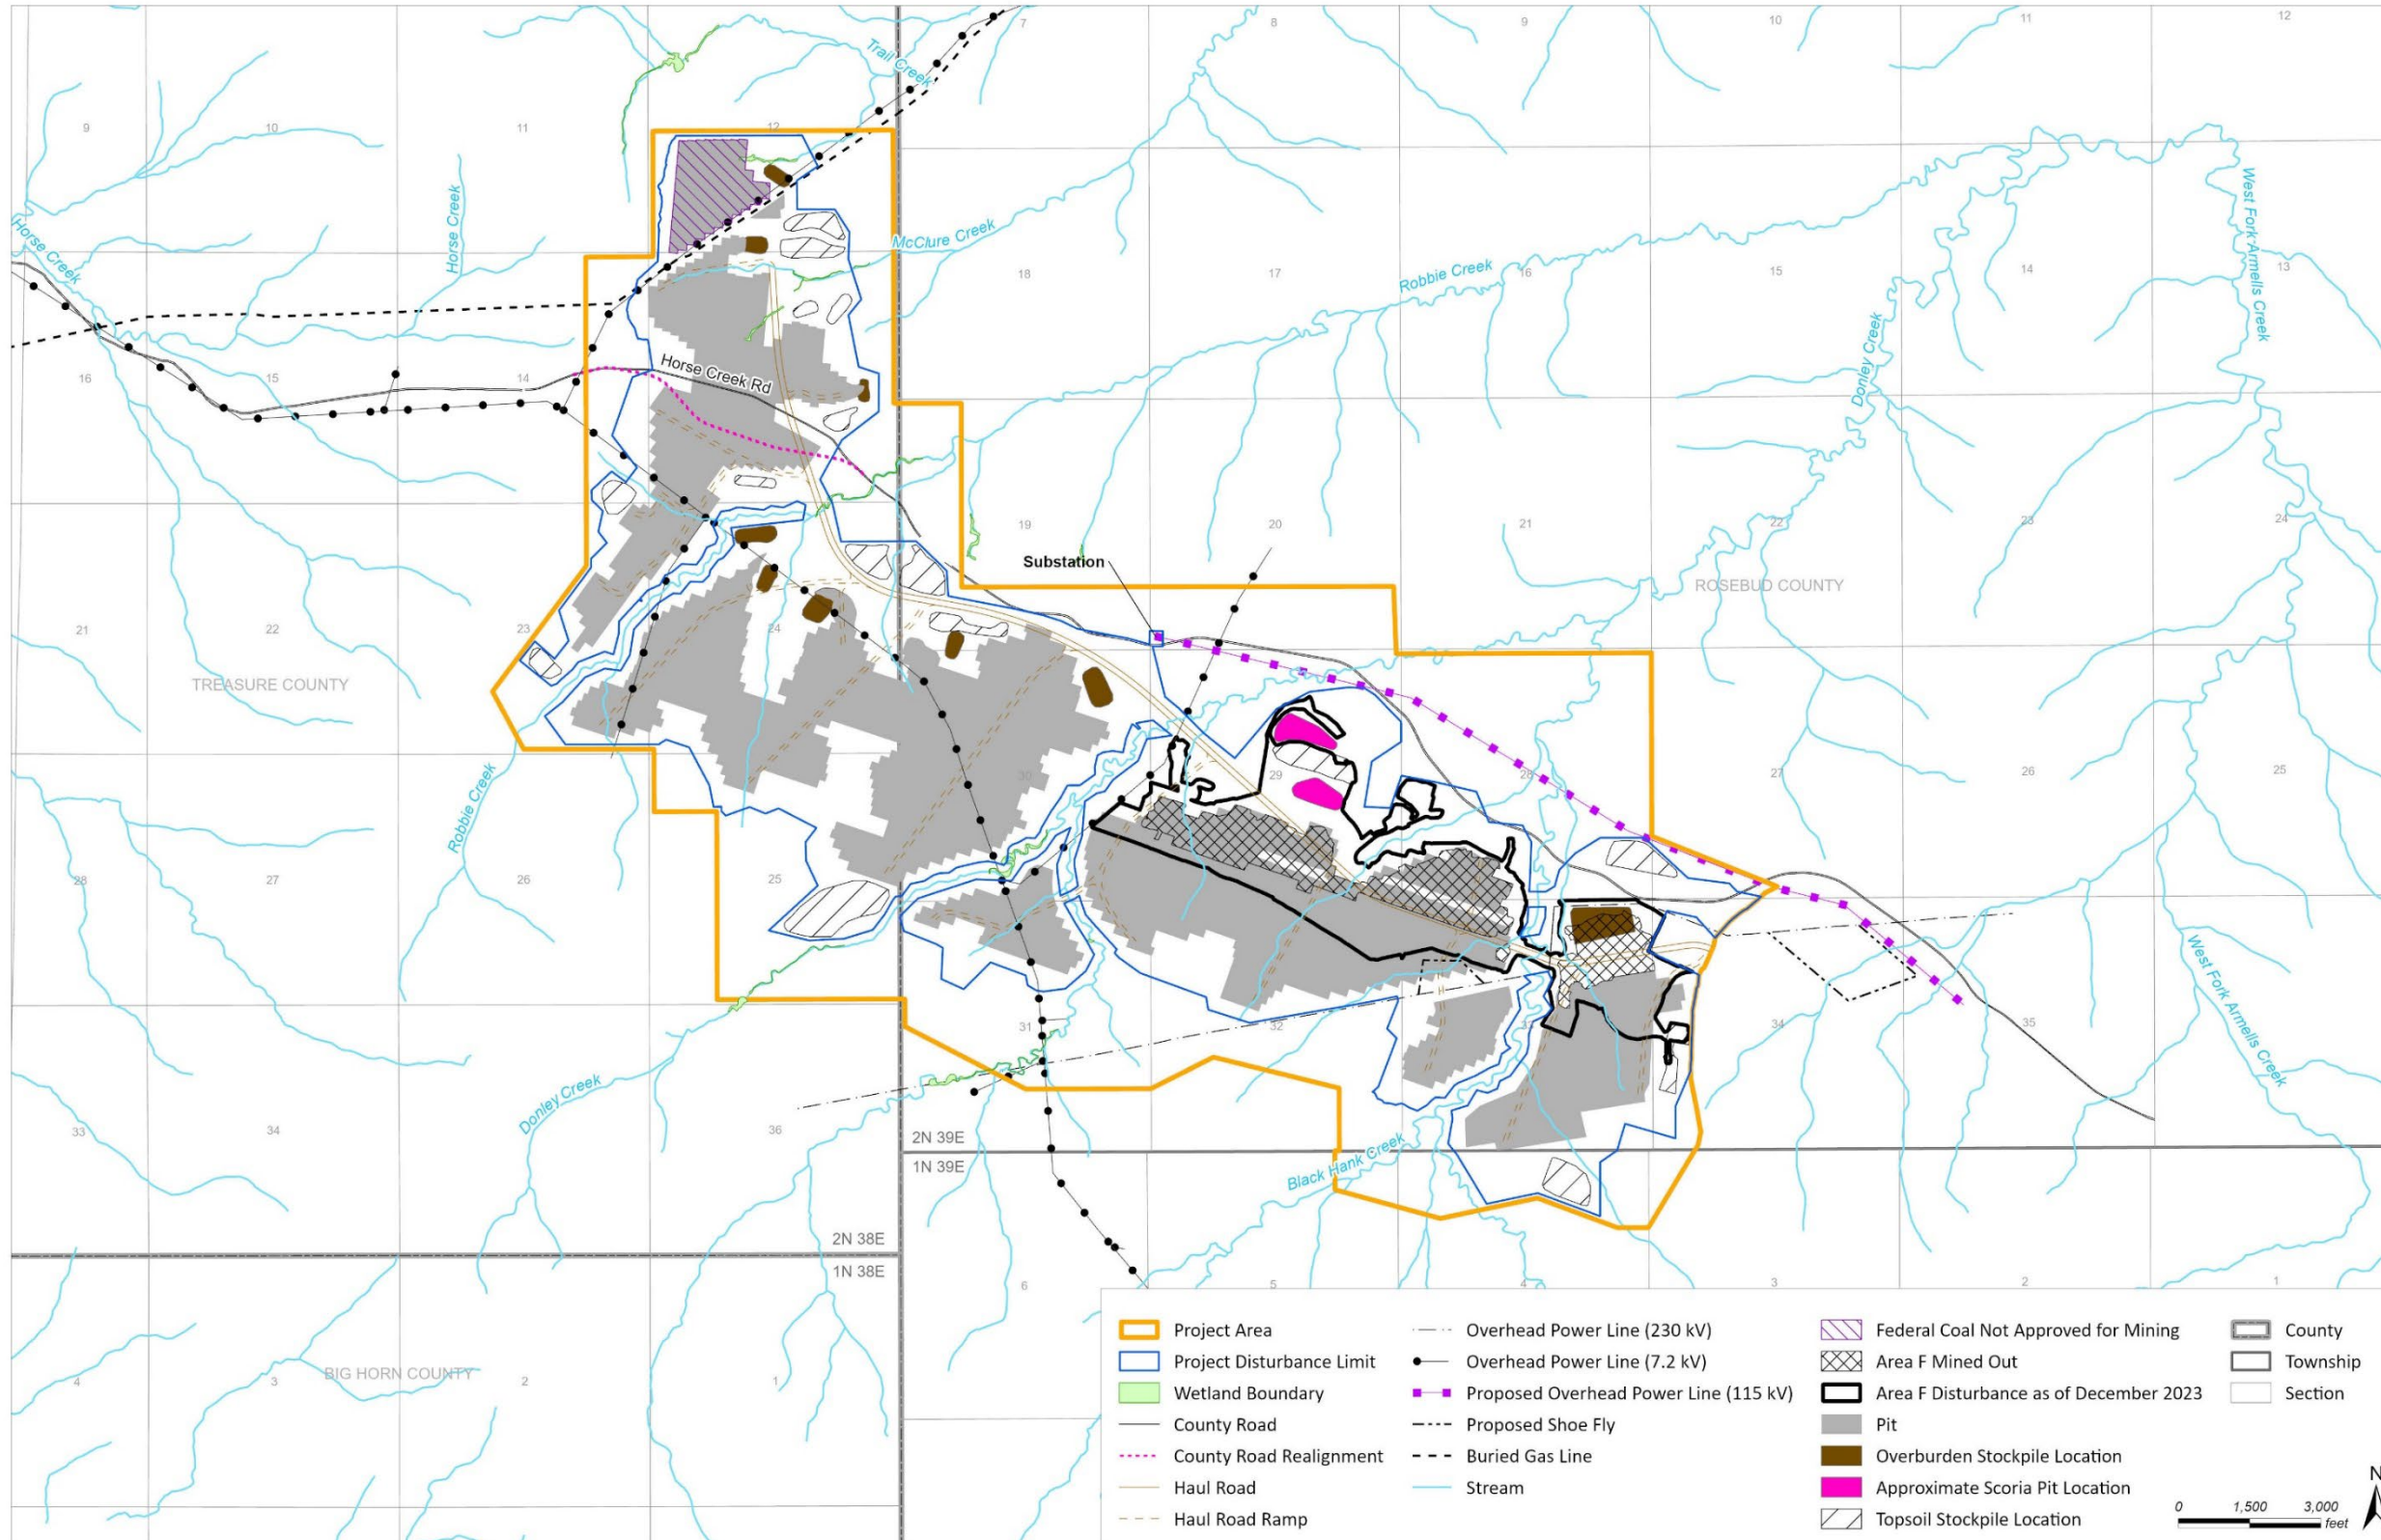 7
8
9
10
11
12
Trail Creek
9
10
11
12
Horse Creek
Horse Creek
McClure Creek
18
17
Robbie Creek
16
15
14
13
West Fork Armells Creek
Donley Creek
16
15
14
Horse Creek Rd
19
20
21
22
23
24
Substation
ROSEBUD COUNTY
21
22
23
24
TREASURE COUNTY
Robbie Creek
30
29
28
27
26
25
28
27
26
25
West Fork Armells Creek
31
32
33
34
35
Donley Creek
33
34
36
2N 39E
1N 39E
Black Hank Creek
2N 38E
1N 38E
6
5
4
3
2
1
4
3
BIG HORN COUNTY
2
1
Project Area
Project Disturbance Limit
Wetland Boundary
County Road
County Road Realignment
Haul Road
Haul Road Ramp
Overhead Power Line (230 kV)
Overhead Power Line (7.2 kV)
Proposed Overhead Power Line (115 kV)
Proposed Shoe Fly
Buried Gas Line
Stream
Federal Coal Not Approved for Mining
Area F Mined Out
Area F Disturbance as of December 2023
Pit
Overburden Stockpile Location
Approximate Scoria Pit Location
Topsoil Stockpile Location
County
Township
Section
0 1,500 3,000
feet
N